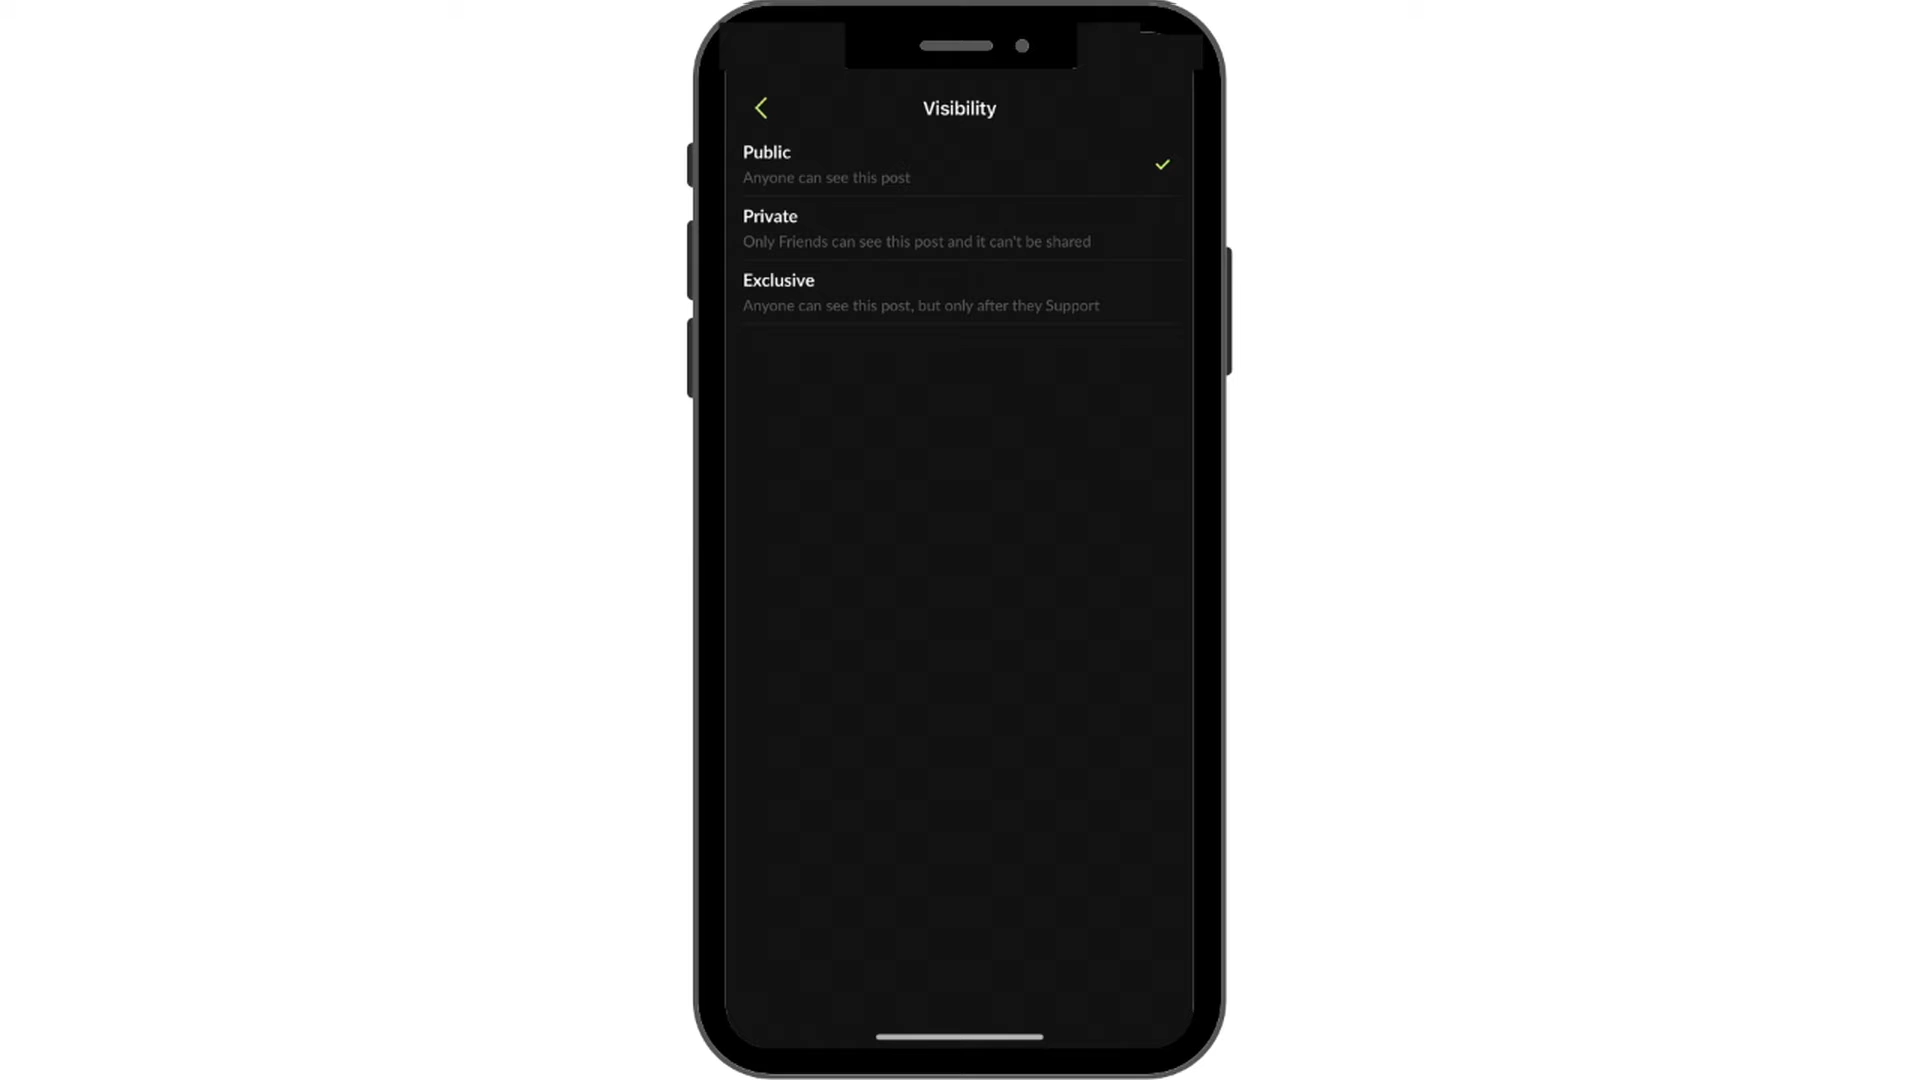 Visibility
Public
Anyone can see this post
Private
Only Friends can see this post and it can't be shared
Exclusive
Anyone can see this post, but only after they Support